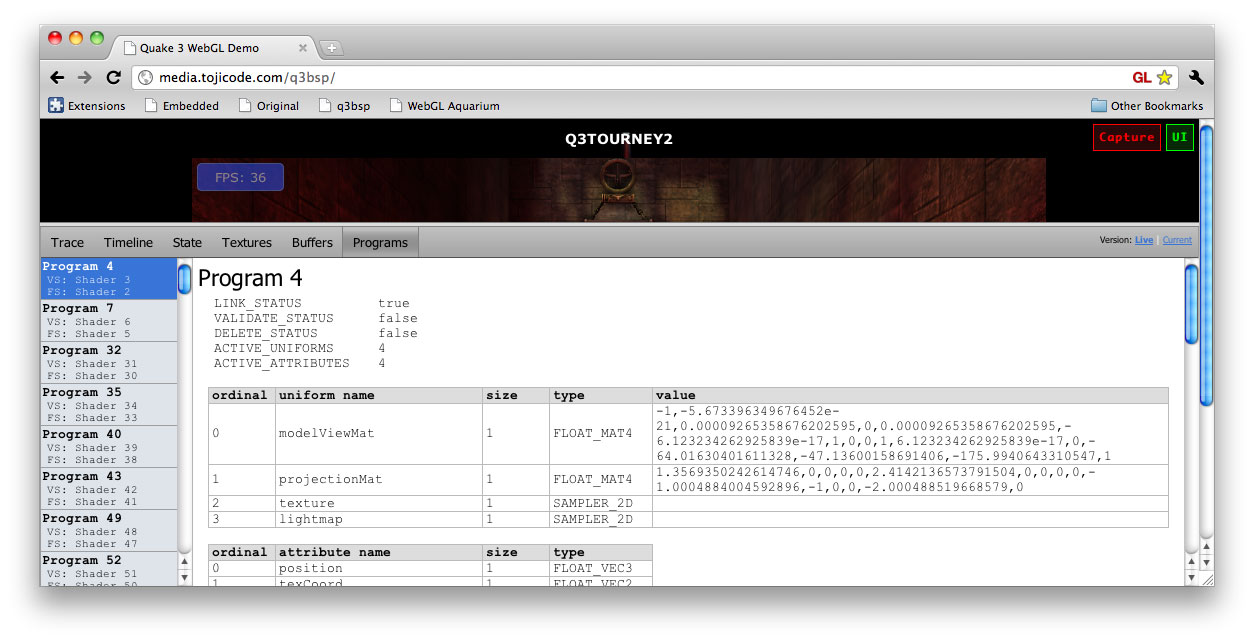 Quake 3 WebGL Demo
media.tojicode.com/q3bsp/ GL
Extensions Embedded Original q3bsp WebGL Aquarium Other Bookmarks
Q3TOURNEY2 Capture UI
FPS: 36
Trace Timeline State Textures Buffers Programs Version: Live | Current
Program 4
VS: Shader 3
FS: Shader 2
Program 7
VS: Shader 6
FS: Shader 5
Program 32
VS: Shader 31
FS: Shader 30
Program 35
VS: Shader 34
FS: Shader 33
Program 40
VS: Shader 39
FS: Shader 38
Program 43
VS: Shader 42
FS: Shader 41
Program 49
VS: Shader 48
FS: Shader 47
Program 52
VS: Shader 51
FS: Shader 50
Program 4
LINK_STATUS true
VALIDATE_STATUS false
DELETE_STATUS false
ACTIVE_UNIFORMS 4
ACTIVE_ATTRIBUTES 4
ordinal uniform name size type value
0 modelViewMat 1 FLOAT_MAT4 -1,-5.673396349676452e-
21,0.00009265358676202595,0,0.00009265358676202595,-
6.123234262925839e-17,1,0,0,1,6.123234262925839e-17,0,-
64.01630401611328,-47.13600158691406,-175.9940643310547,1
1 projectionMat 1 FLOAT_MAT4 1.3569350242614746,0,0,0,0,2.4142136573791504,0,0,0,0,-
1.0004884004592896,-1,0,0,-2.000488519668579,0
2 texture 1 SAMPLER_2D
3 lightmap 1 SAMPLER_2D
ordinal attribute name size type
0 position 1 FLOAT_VEC3
1 texCoord 1 FLOAT_VEC2